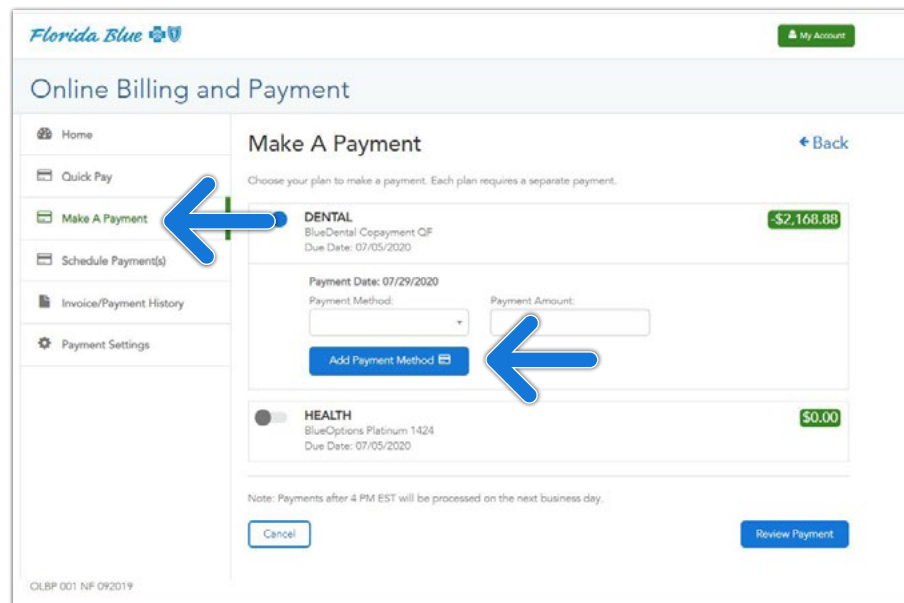 Florida Blue
My Account
Online Billing and Payment
Home
Quick Pay
Make A Payment
Schedule Payment(s)
Invoice/Payment History
Payment Settings
Make A Payment
Back
Choose your plan to make a payment. Each plan requires a separate payment.
DENTAL
-$2,168.88
BlueDental Copayment QF
Due Date: 07/05/2020
Payment Date: 07/29/2020
Payment Method:
Payment Amount:
Add Payment Method
HEALTH
$0.00
BlueOptions Platinum 1424
Due Date: 07/05/2020
Note: Payments after 4 PM EST will be processed on the next business day.
Cancel
Review Payment
OLBP 001 NF 092019